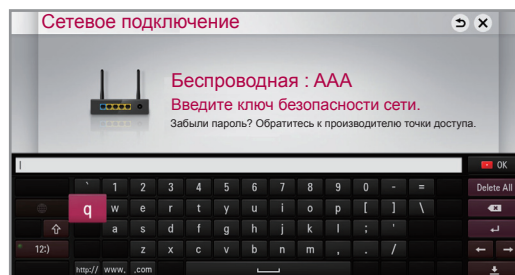 Сетевое подключение
Беспроводная : AAA
Введите ключ безопасности сети.
Забыли пароль? Обратитесь к производителю точки доступа.
OK
` 1 2 3 4 5 6 7 8 9 0 - = Delete All
q w e r t y u i o p [ ] \
a s d f g h j k l ; '
12:) z x c v b n m , . /
http:// www, .com